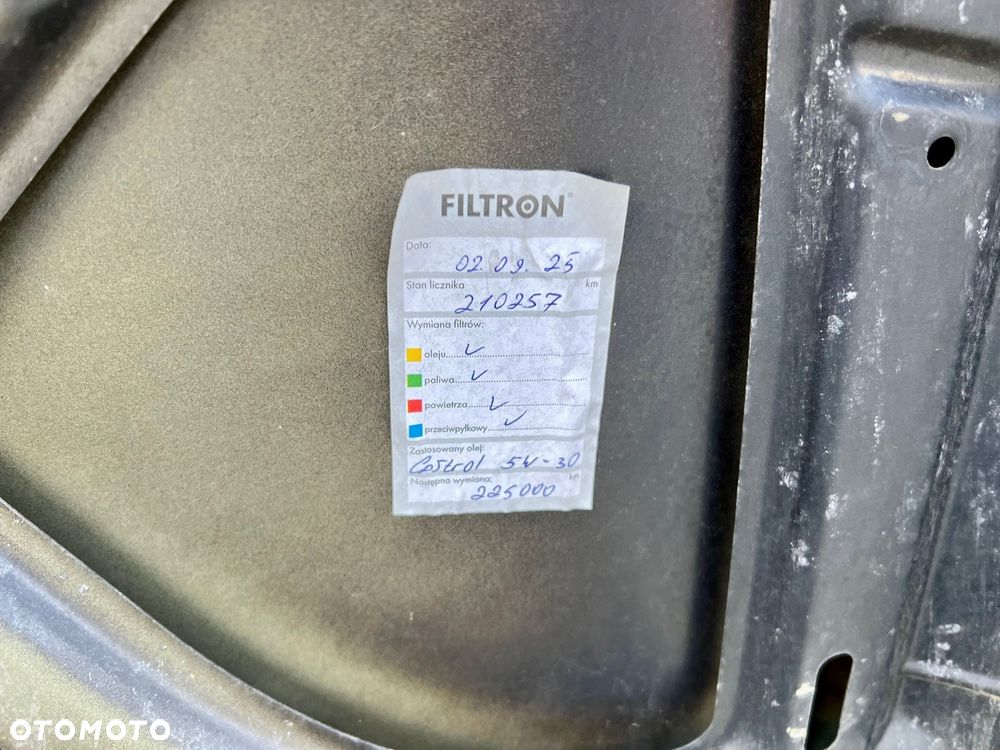 FILTRON®
Data:
02.09.25
Stan licznika km
210257
Wymiana filtrów:
oleju ✓
paliwa ✓
powietrza ✓
przeciwpyłkowy ✓
Zastosowany olej:
Castrol 5W-30
Następna wymiana: km
225000
OTOMOTO